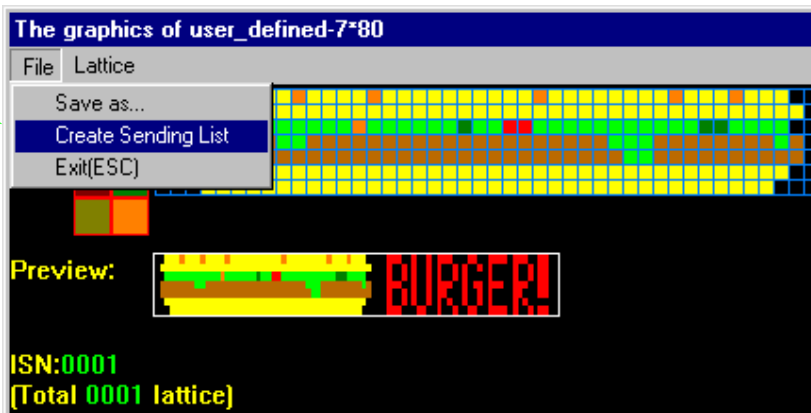 The graphics of user_defined-7*80
File Lattice
Save as...
Create Sending List
Exit(ESC)
Preview:
BURGER!
ISN:0001
(Total 0001 lattice)